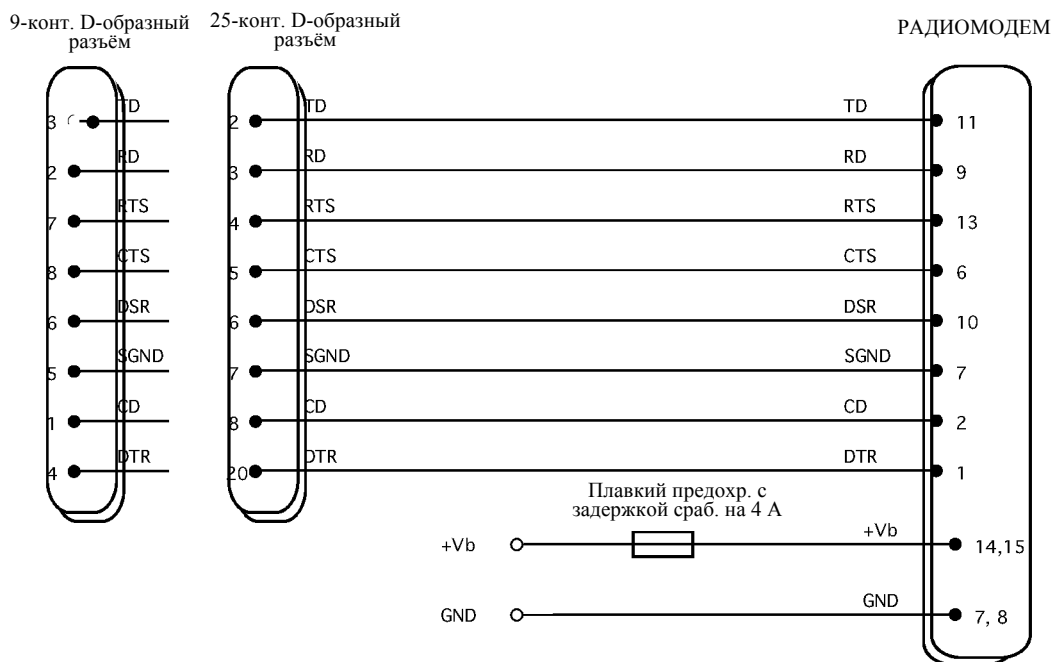 9-конт. D-образный
разъём
25-конт. D-образный
разъём
РАДИОМОДЕМ
3 TD 2 TD TD 11
2 RD 3 RD RD 9
7 RTS 4 RTS RTS 13
8 CTS 5 CTS CTS 6
6 DSR 6 DSR DSR 10
5 SGND 7 SGND SGND 7
1 CD 8 CD CD 2
4 DTR 20 DTR DTR 1
Плавкий предохр. с
задержкой сраб. на 4 А
+Vb +Vb 14,15
GND GND 7, 8